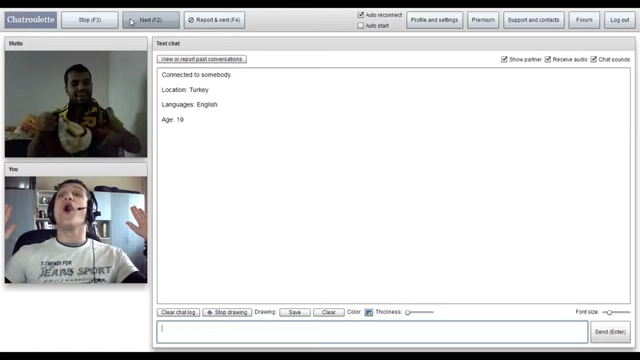 Chatroulette
Stop (F3)
Next (F2)
Report & next (F4)
Auto reconnect
Auto start
Profile and settings
Premium
Support and contacts
Forum
Log out
Mutlu
Text chat
View or report past conversations
Show partner
Receive audio
Chat sounds
Connected to somebody.
Location: Turkey
Languages: English
Age: 19
You
T-TRENDI FOR
JEANS SPORT
Clear chat log
Stop drawing
Drawing:
Save
Clear
Color:
Thickness:
Font size:
Send (Enter)